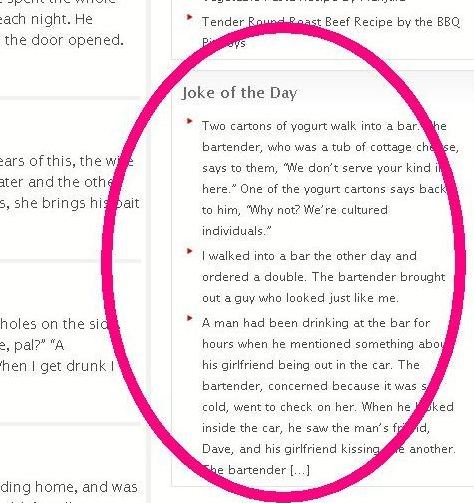 each night. He
the door opened.
ears of this, the wife
ater and the othe
s, she brings his bait
holes on the side
e, pal?" "A
hen I get drunk I
ding home, and was
Tender Round Roast Beef Recipe by the BBQ
Pit Boys
Joke of the Day
Two cartons of yogurt walk into a bar. The
bartender, who was a tub of cottage cheese,
says to them, "We don't serve your kind in
here." One of the yogurt cartons says back
to him, "Why not? We're cultured
individuals."
I walked into a bar the other day and
ordered a double. The bartender brought
out a guy who looked just like me.
A man had been drinking at the bar for
hours when he mentioned something about
his girlfriend being out in the car. The
bartender, concerned because it was so
cold, went to check on her. When he looked
inside the car, he saw the man's friend,
Dave, and his girlfriend kissing one another.
The bartender [...]